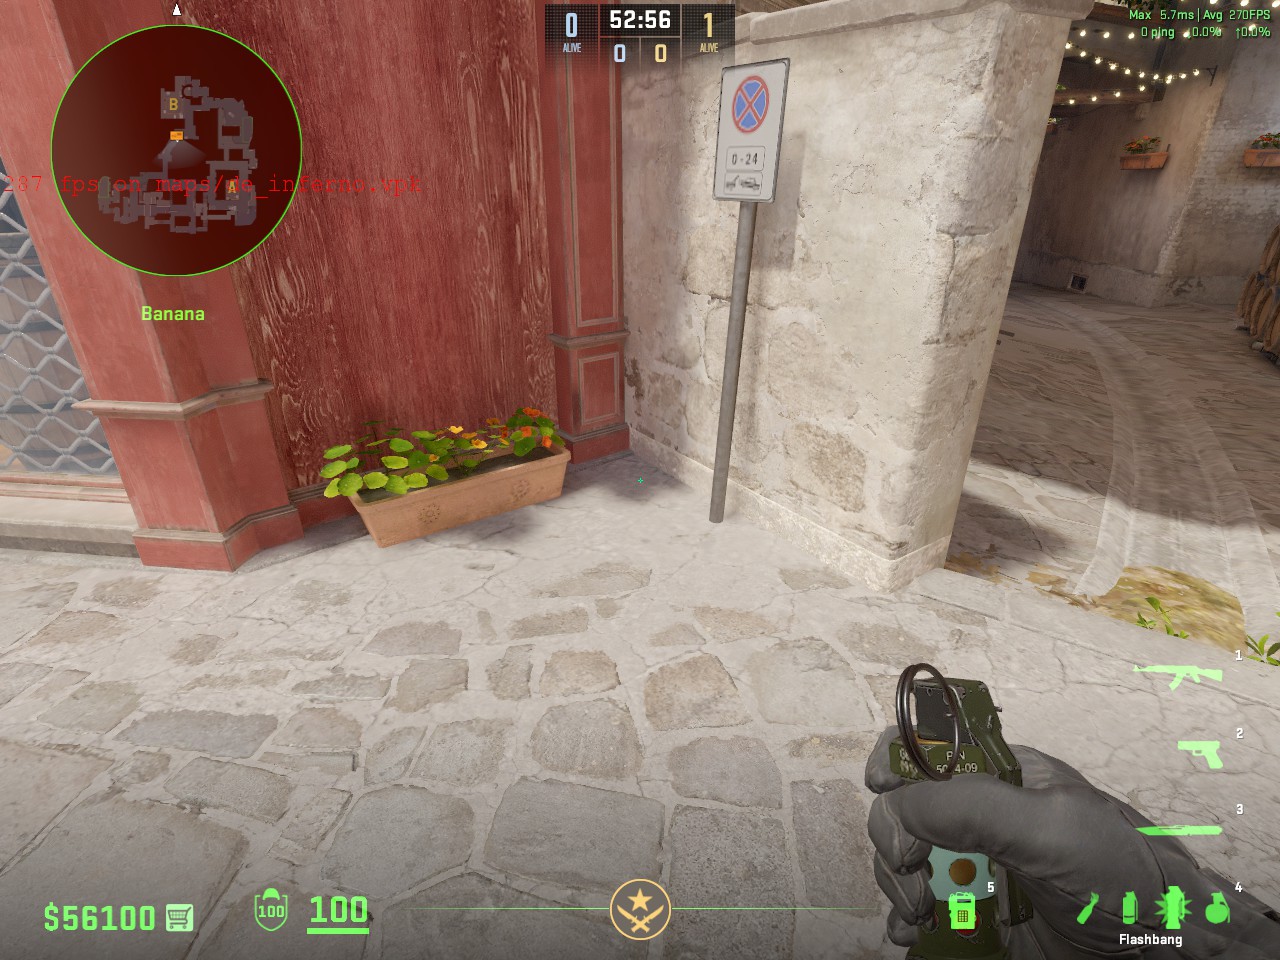 0
ALIVE
52:56
0 0
1
ALIVE
Max 5.7ms | Avg 270FPS
0 ping ↓0.0% ↑0.0%
B
A
287 fps on maps/de_inferno.vpk
Banana
0-24
1
2
3
4
5
$56100
100
100
Flashbang